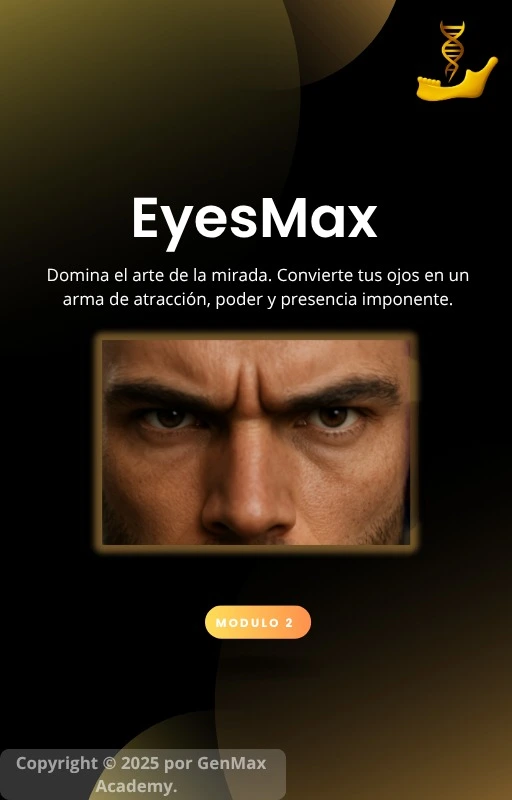 EyesMax
Domina el arte de la mirada. Convierte tus ojos en un
arma de atracción, poder y presencia imponente.
MODULO 2
Copyright © 2025 por GenMax
Academy.